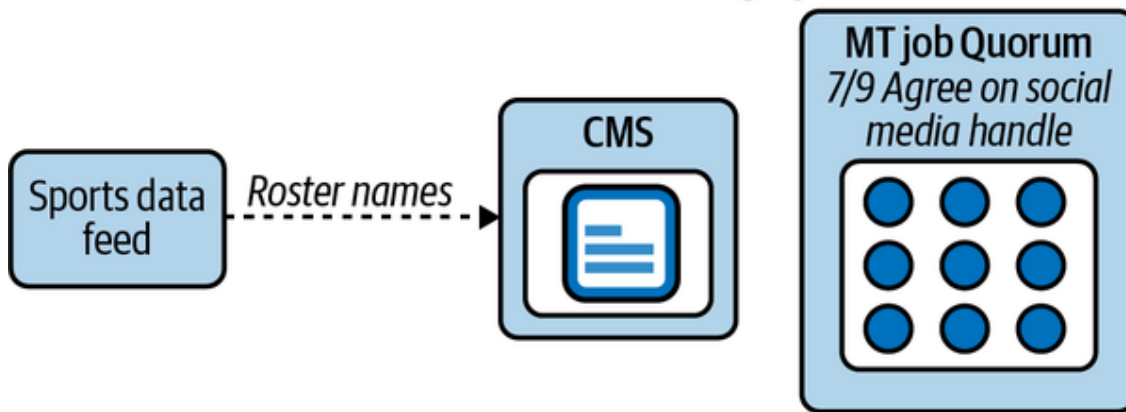 Sports data
feed
Roster names
CMS
MT job Quorum
7/9 Agree on social
media handle